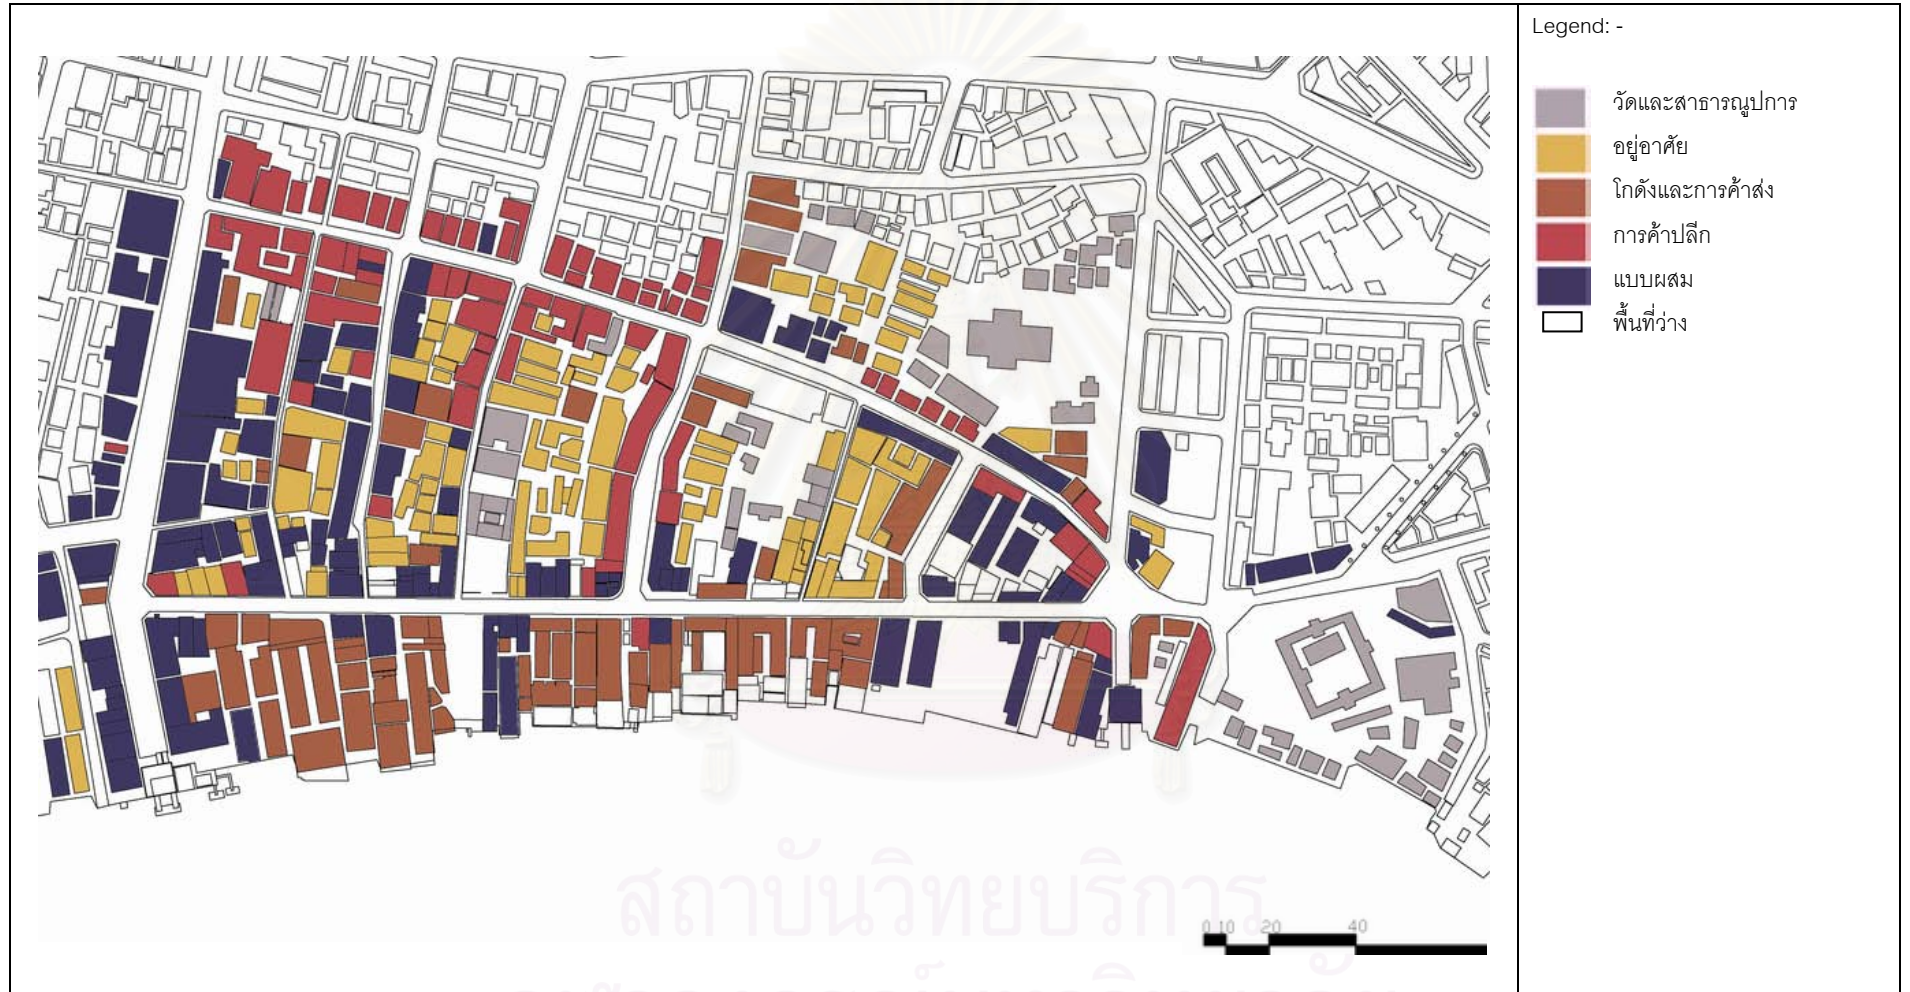 Legend: -
วัดและสาธารณูปการ
อยู่อาศัย
โกดังและการค้าส่ง
การค้าปลีก
แบบผสม
พื้นที่ว่าง
สถาบันวิทยบริการ
0 10 20 40